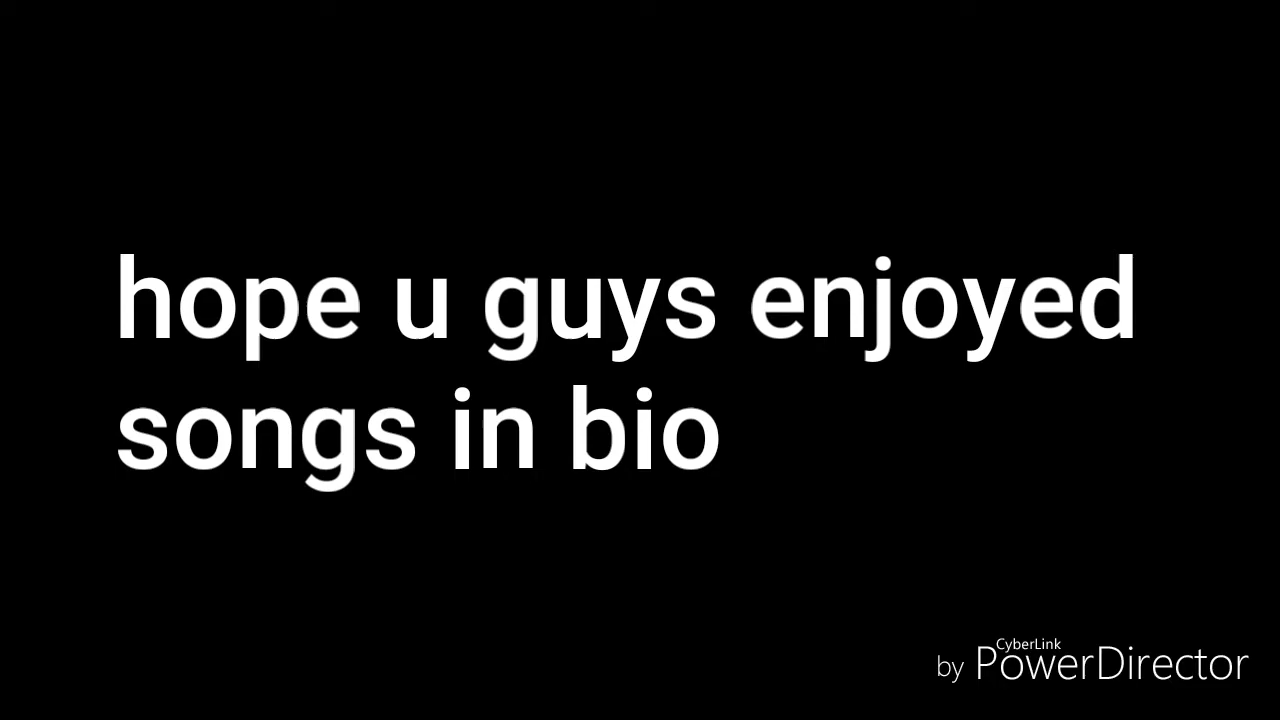 hope u guys enjoyed
songs in bio
CyberLink
by PowerDirector